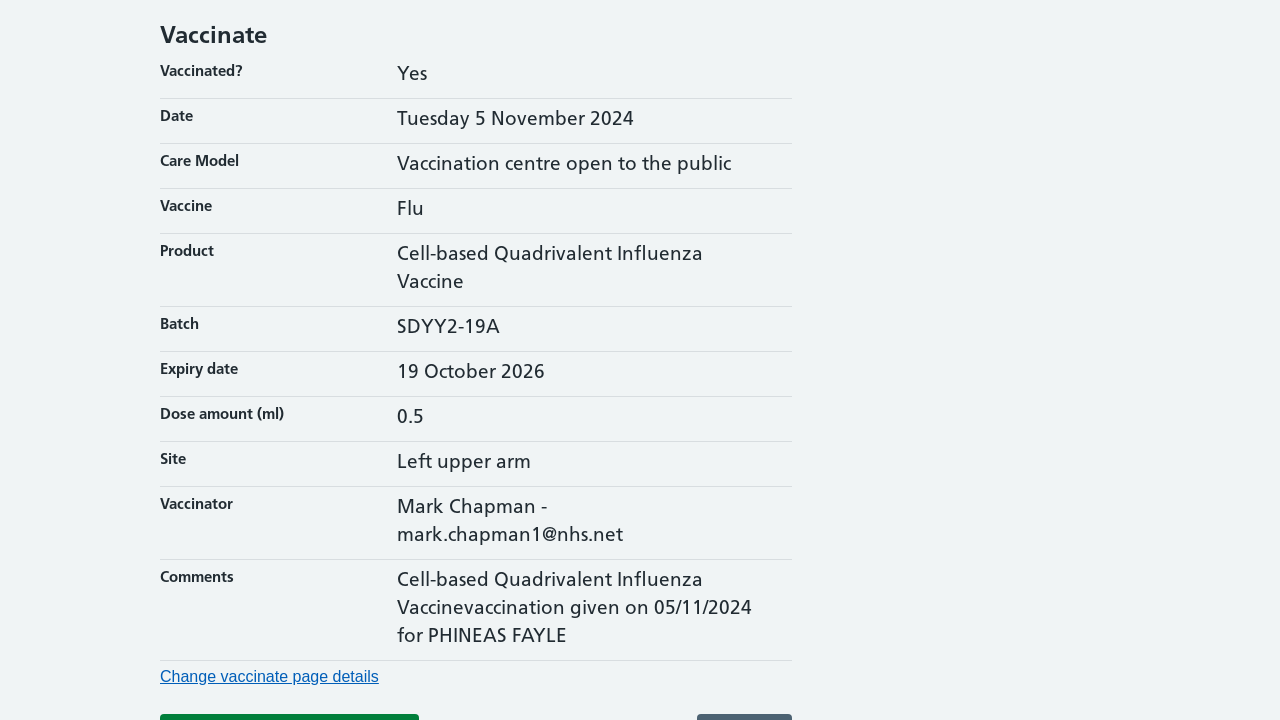 Vaccinate
Vaccinated? Yes
Date Tuesday 5 November 2024
Care Model Vaccination centre open to the public
Vaccine Flu
Product Cell-based Quadrivalent Influenza
Vaccine
Batch SDYY2-19A
Expiry date 19 October 2026
Dose amount (ml) 0.5
Site Left upper arm
Vaccinator Mark Chapman -
mark.chapman1@nhs.net
Comments Cell-based Quadrivalent Influenza
Vaccinevaccination given on 05/11/2024
for PHINEAS FAYLE
Change vaccinate page details